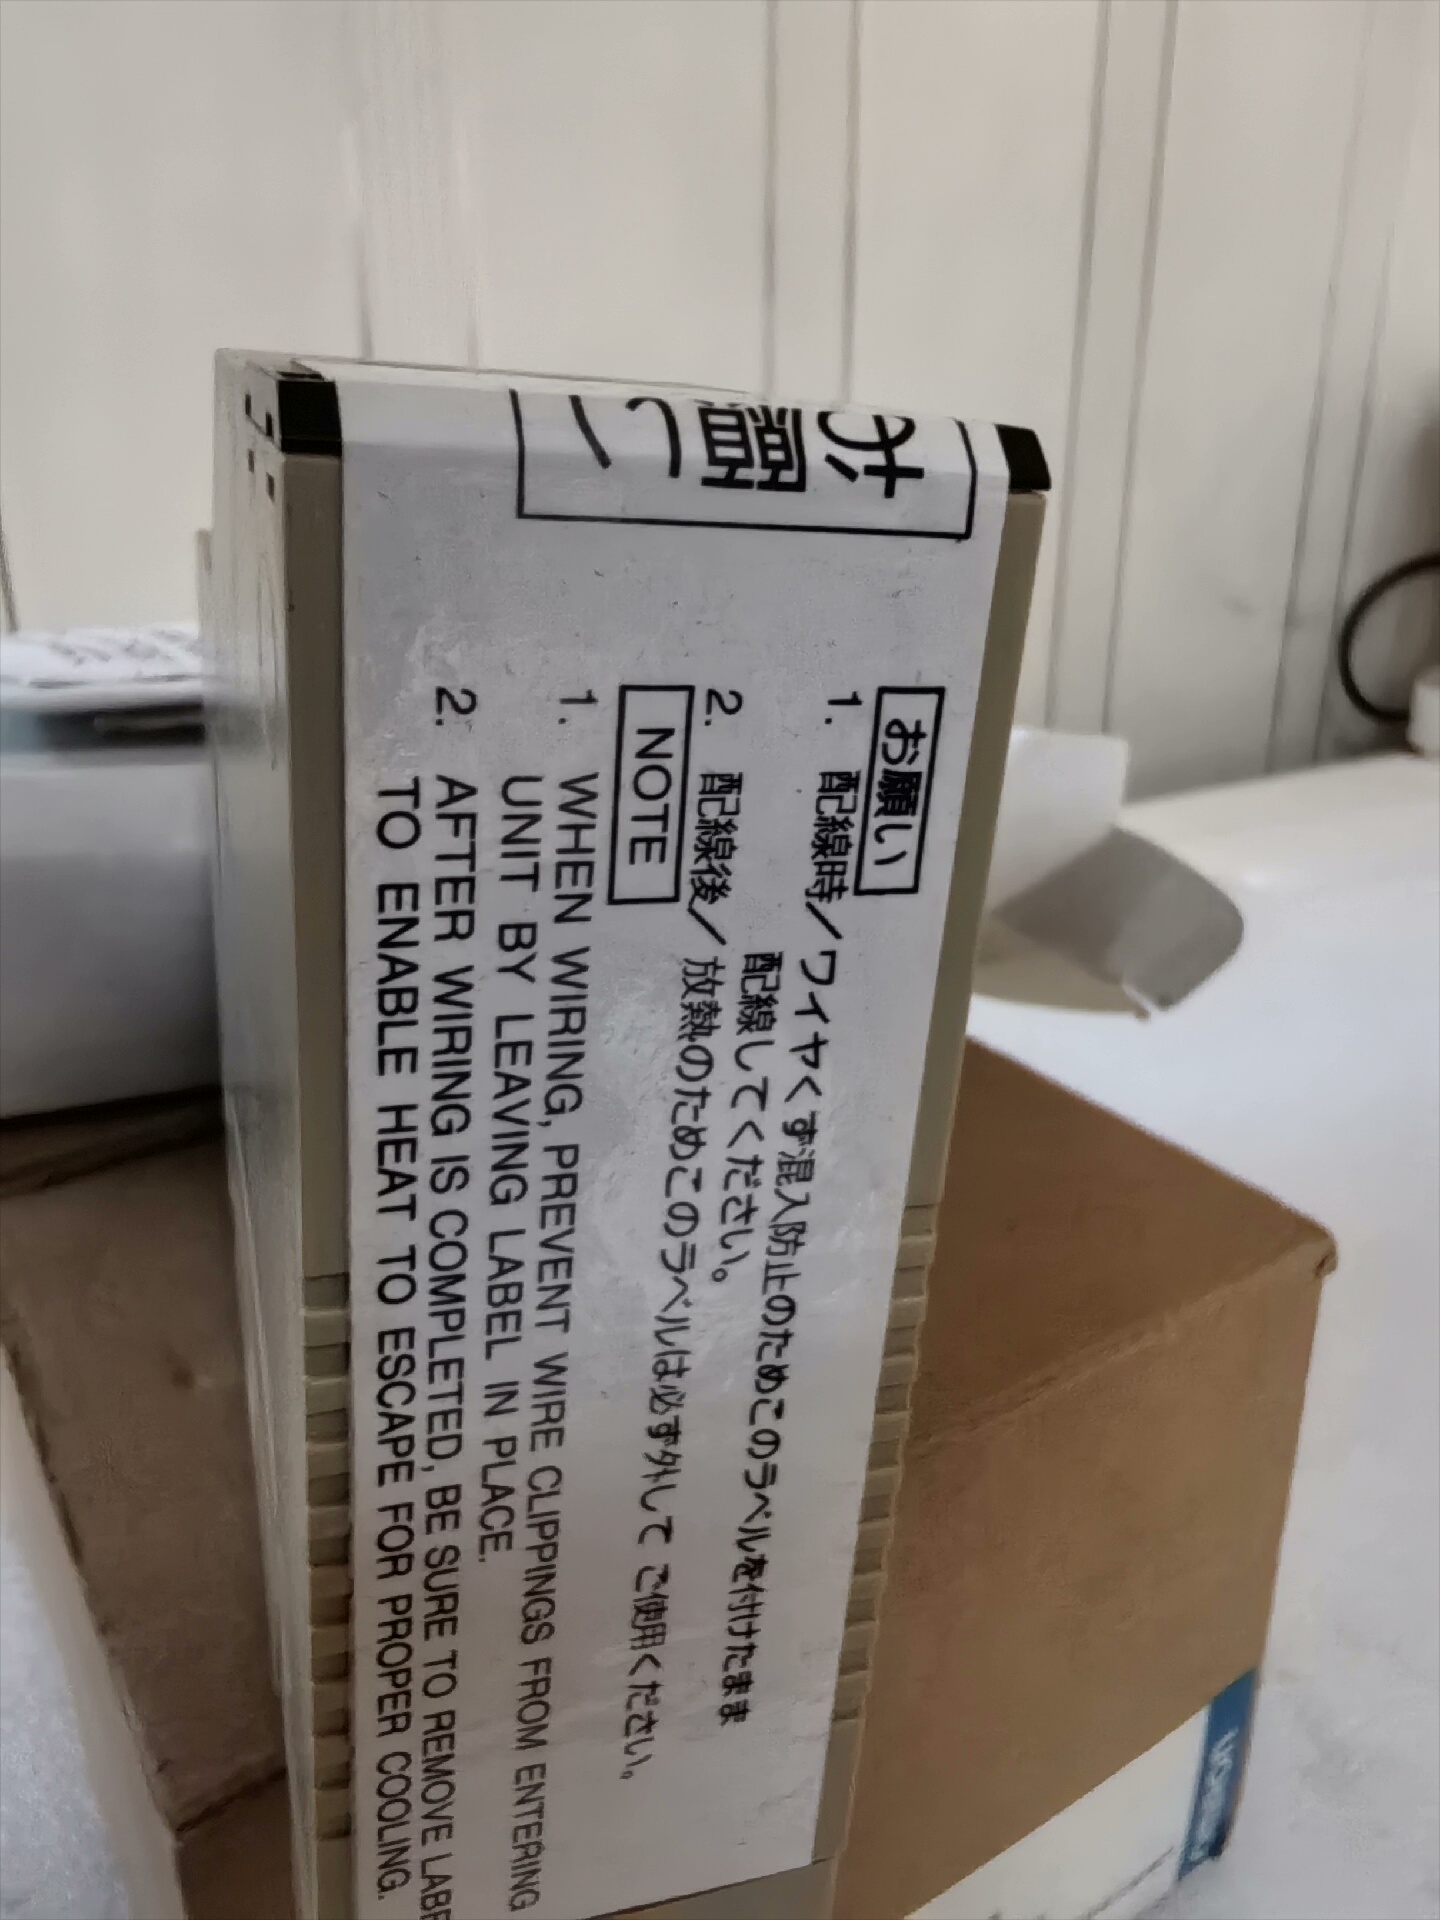 お願い
1. 配線時/ワイヤくず混入防止のためこのラベルを付けたまま
配線してください。
2. 配線後/放熱のためこのラベルは必ず外して ご使用ください。
NOTE
1. WHEN WIRING, PREVENT WIRE CLIPPINGS FROM ENTERING
UNIT BY LEAVING LABEL IN PLACE.
2. AFTER WIRING IS COMPLETED, BE SURE TO REMOVE LABE
TO ENABLE HEAT TO ESCAPE FOR PROPER COOLING.